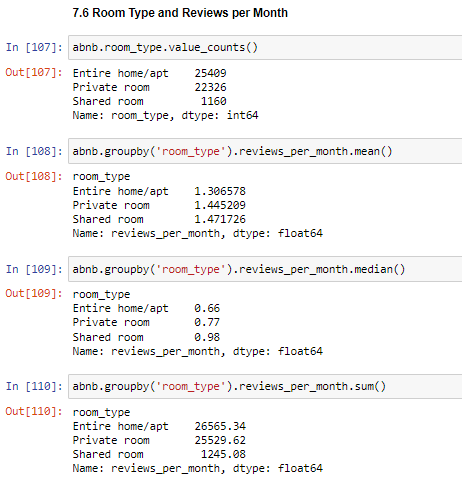 7.6 Room Type and Reviews per Month
In [107]: abnb.room_type.value_counts()
Out[107]: Entire home/apt    25409
Private room       22326
Shared room         1160
Name: room_type, dtype: int64
In [108]: abnb.groupby('room_type').reviews_per_month.mean()
Out[108]: room_type
Entire home/apt    1.306578
Private room       1.445209
Shared room        1.471726
Name: reviews_per_month, dtype: float64
In [109]: abnb.groupby('room_type').reviews_per_month.median()
Out[109]: room_type
Entire home/apt    0.66
Private room       0.77
Shared room        0.98
Name: reviews_per_month, dtype: float64
In [110]: abnb.groupby('room_type').reviews_per_month.sum()
Out[110]: room_type
Entire home/apt    26565.34
Private room       25529.62
Shared room         1245.08
Name: reviews_per_month, dtype: float64